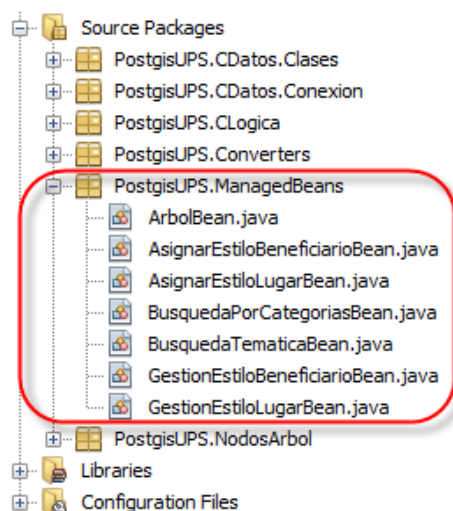 Source Packages
PostgisUPS.CDatos.Clases
PostgisUPS.CDatos.Conexion
PostgisUPS.CLogica
PostgisUPS.Converters
PostgisUPS.ManagedBeans
ArbolBean.java
AsignarEstiloBeneficiarioBean.java
AsignarEstiloLugarBean.java
BusquedaPorCategoriasBean.java
BusquedaTematicaBean.java
GestionEstiloBeneficiarioBean.java
GestionEstiloLugarBean.java
PostgisUPS.NodosArbol
Libraries
Configuration Files